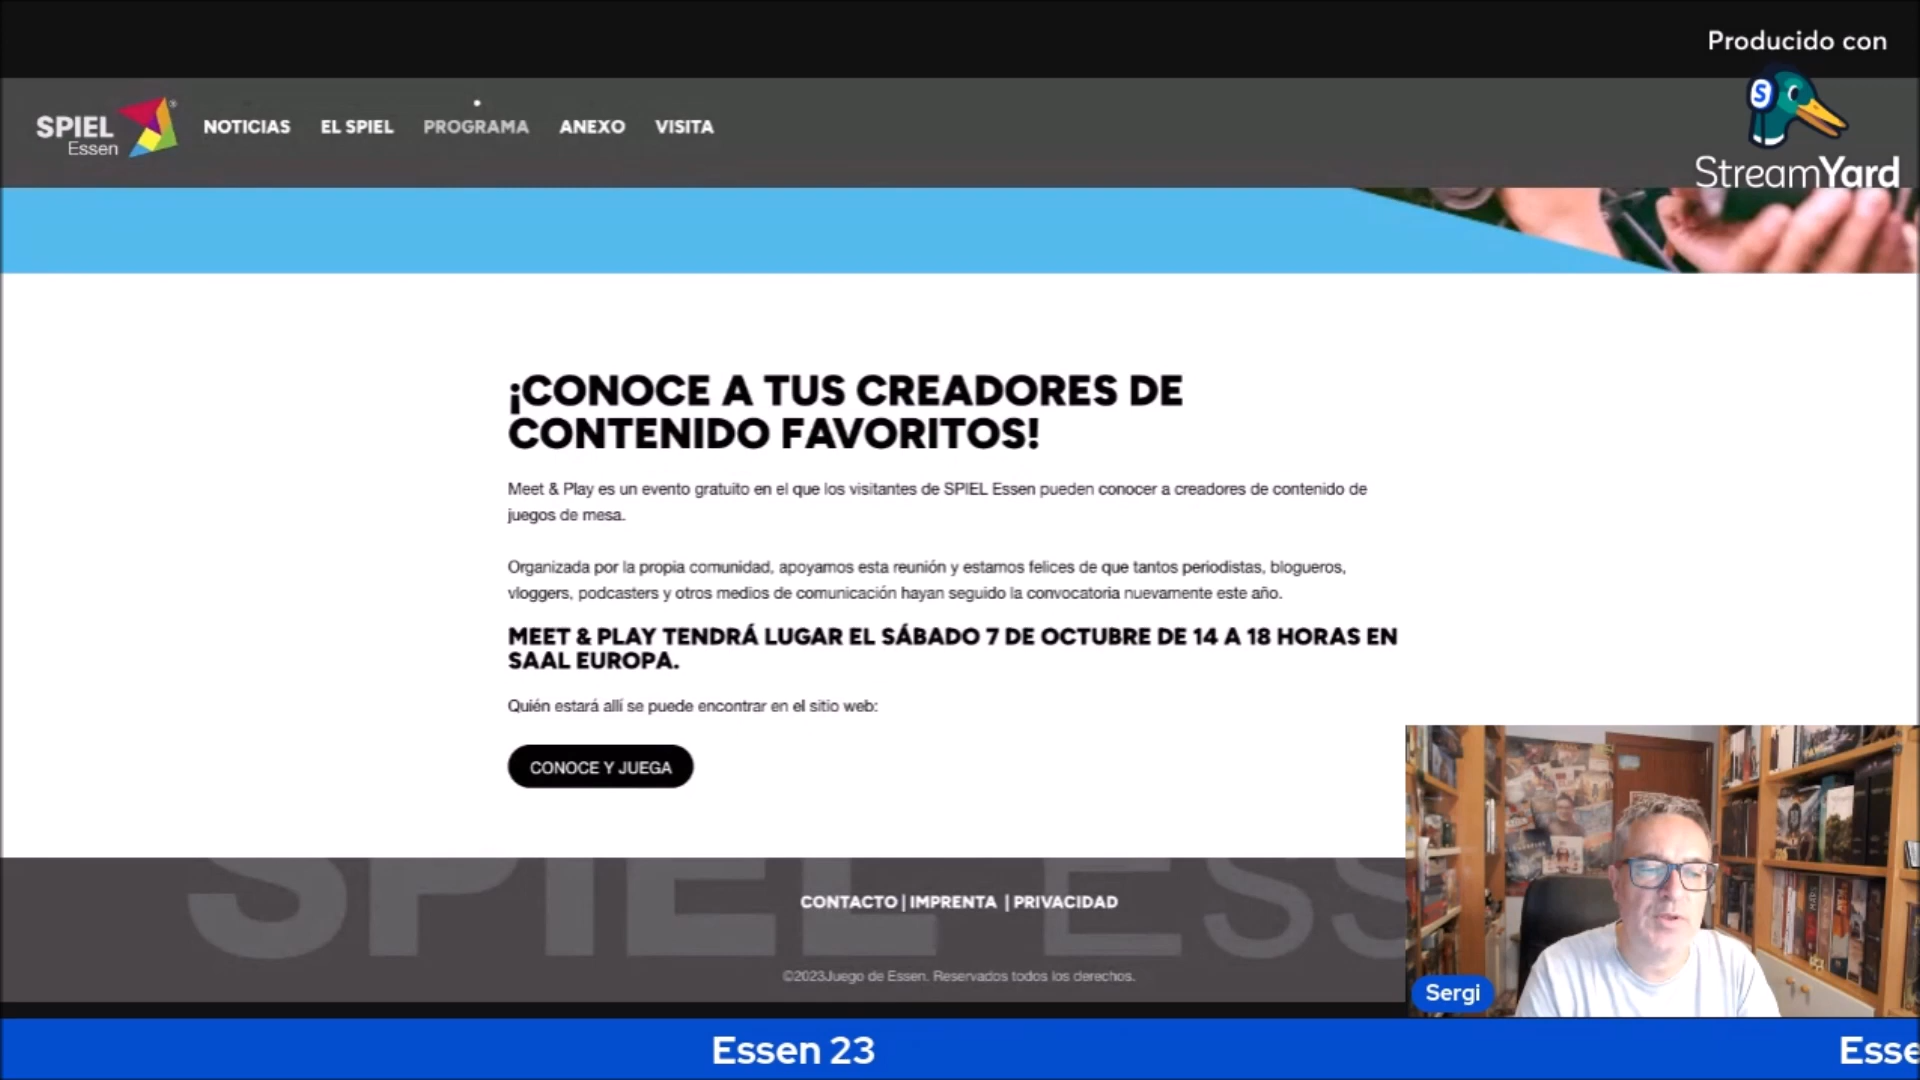 Producido con
StreamYard
SPIEL
Essen
NOTICIAS
EL SPIEL
PROGRAMA
ANEXO
VISITA
¡CONOCE A TUS CREADORES DE
CONTENIDO FAVORITOS!
Meet & Play es un evento gratuito en el que los visitantes de SPIEL Essen pueden conocer a creadores de contenido de
juegos de mesa.
Organizada por la propia comunidad, apoyamos esta reunión y estamos felices de que tantos periodistas, blogueros,
vloggers, podcasters y otros medios de comunicación hayan seguido la convocatoria nuevamente este año.
MEET & PLAY TENDRÁ LUGAR EL SÁBADO 7 DE OCTUBRE DE 14 A 18 HORAS EN
SAAL EUROPA.
Quién estará allí se puede encontrar en el sitio web:
CONOCE Y JUEGA
SPIEL ESS
CONTACTO | IMPRENTA | PRIVACIDAD
©2023Juego de Essen. Reservados todos los derechos.
Sergi
Essen 23
Esse